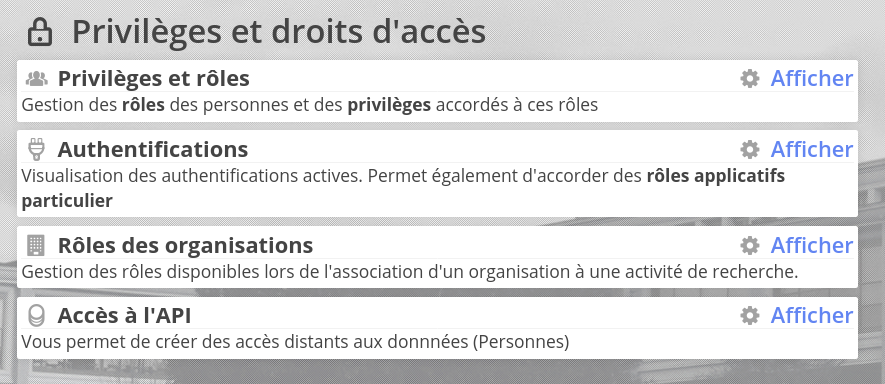 Privilèges et droits d'accès
Privilèges et rôles Afficher
Gestion des rôles des personnes et des privilèges accordés à ces rôles
Authentifications Afficher
Visualisation des authentifications actives. Permet également d'accorder des rôles applicatifs
particulier
Rôles des organisations Afficher
Gestion des rôles disponibles lors de l'association d'un organisation à une activité de recherche.
Accès à l'API Afficher
Vous permet de créer des accès distants aux donnnées (Personnes)